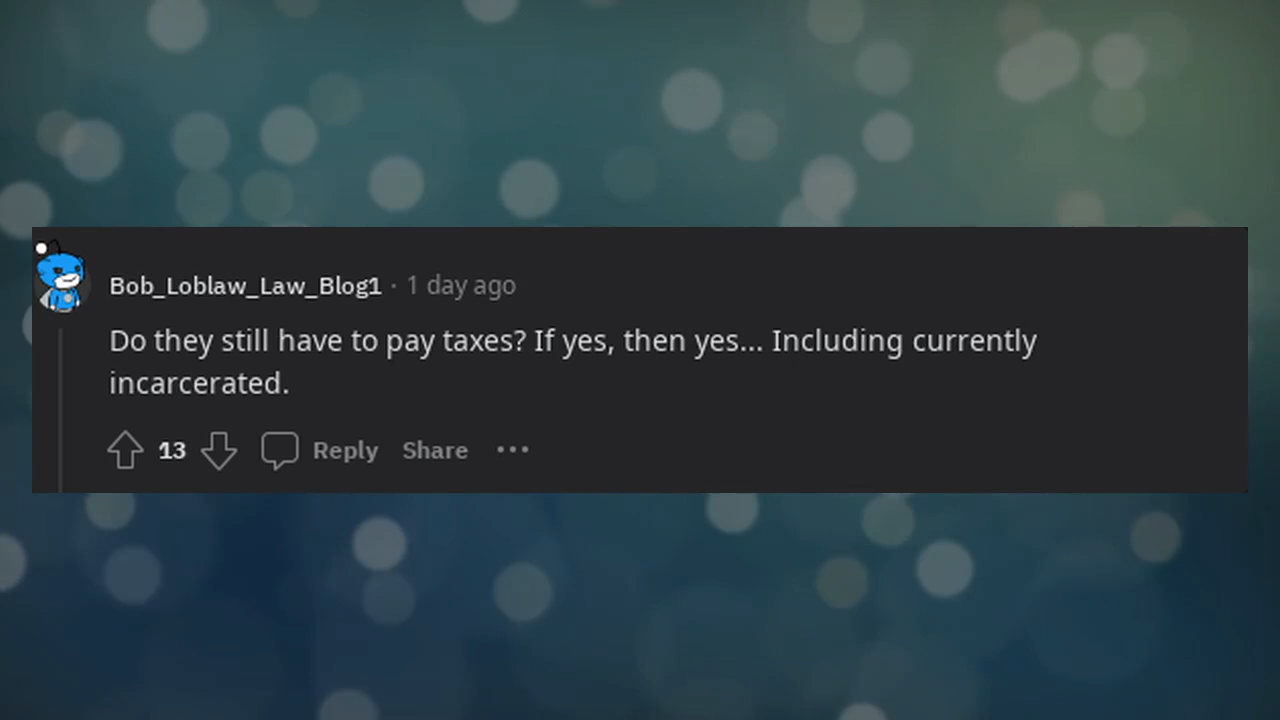 Bob_Loblaw_Law_Blog1 · 1 day ago
Do they still have to pay taxes? If yes, then yes... Including currently
incarcerated.
13 Reply Share •••